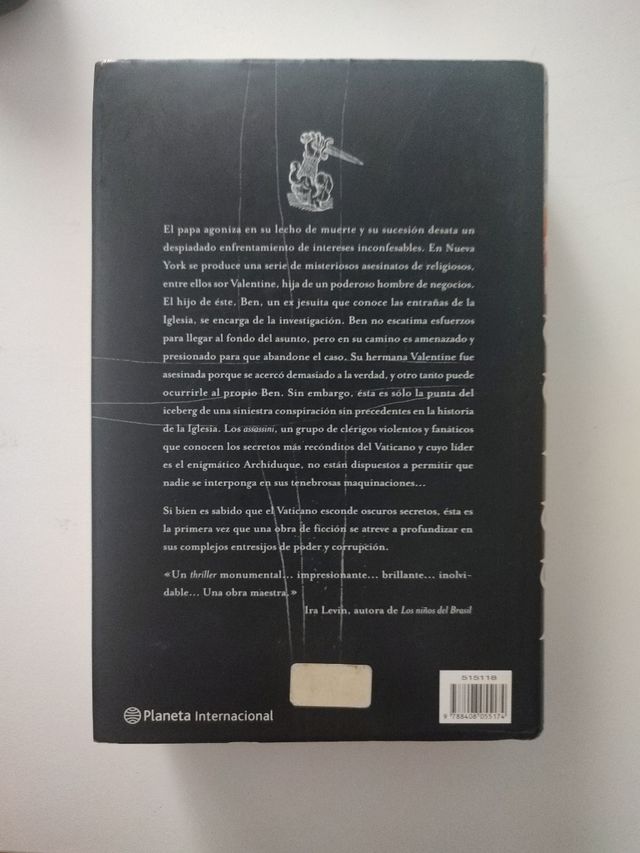 El papa agoniza en su lecho de muerte y su sucesión desata un
despiadado enfrentamiento de intereses inconfesables. En Nueva
York se produce una serie de misteriosos asesinatos de religiosos,
entre ellos sor Valentine, hija de un poderoso hombre de negocios.
El hijo de éste, Ben, un ex jesuita que conoce las entrañas de la
Iglesia, se encarga de la investigación. Ben no escatima esfuerzos
para llegar al fondo del asunto, pero en su camino es amenazado y
presionado para que abandone el caso. Su hermana Valentine fue
asesinada porque se acercó demasiado a la verdad, y otro tanto puede
ocurrirle al propio Ben. Sin embargo, ésta es sólo la punta del
iceberg de una siniestra conspiración sin precedentes en la historia
de la Iglesia. Los assassini, un grupo de clérigos violentos y fanáticos
que conocen los secretos más recónditos del Vaticano y cuyo líder
es el enigmático Archiduque, no están dispuestos a permitir que
nadie se interponga en sus tenebrosas maquinaciones...
Si bien es sabido que el Vaticano esconde oscuros secretos, ésta es
la primera vez que una obra de ficción se atreve a profundizar en
sus complejos entresijos de poder y corrupción.
«Un thriller monumental... impresionante... brillante... inolvi-
dable... Una obra maestra.»
Ira Levin, autora de Los niños del Brasil
515118
Planeta Internacional
9 788408 055174